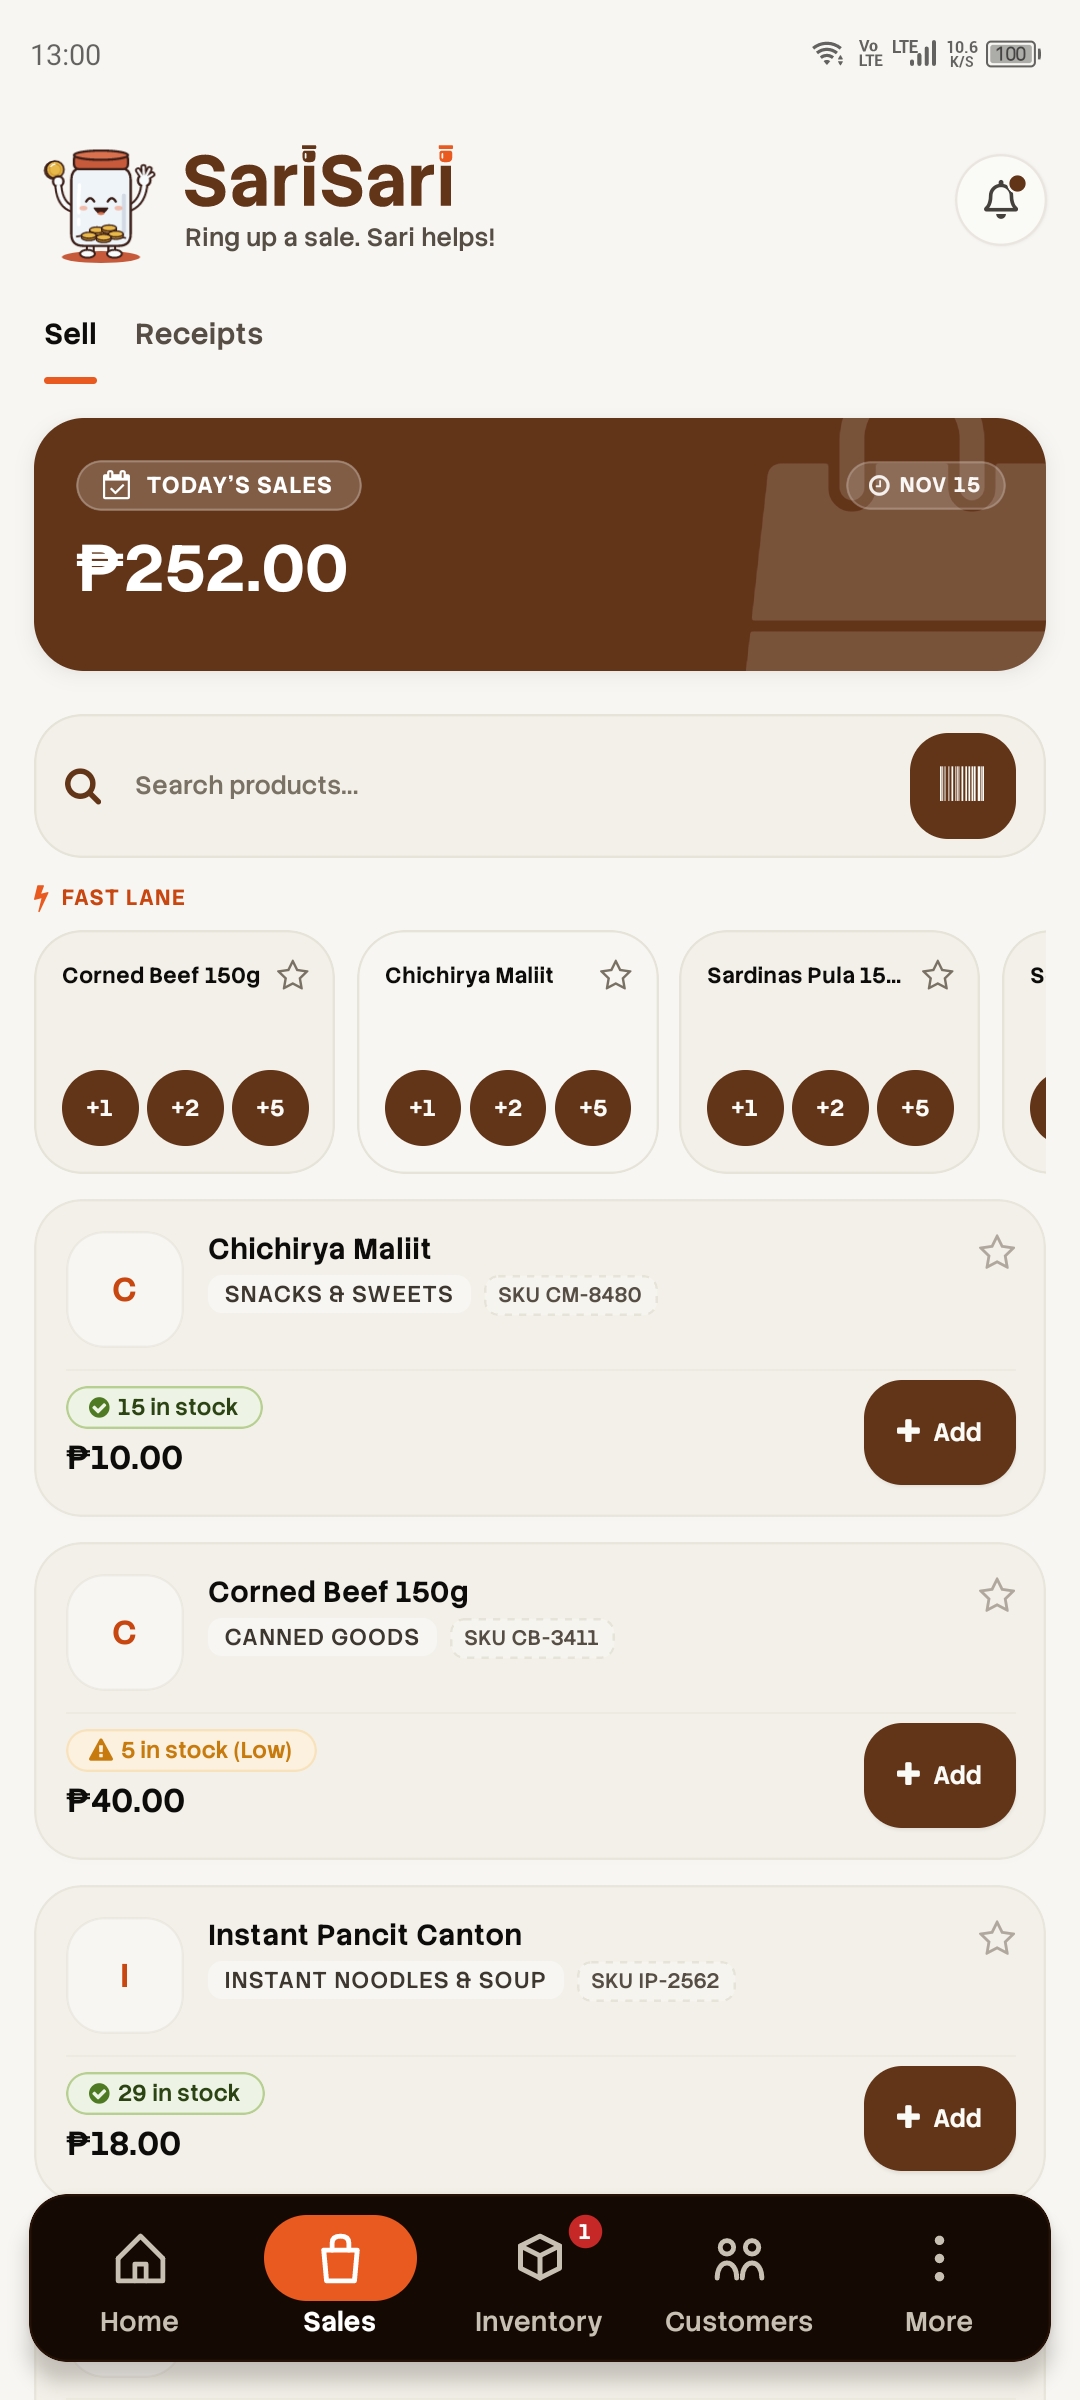 13:00
Vo LTE LTE 10.6 K/S 100
SariSari
Ring up a sale. Sari helps!
Sell Receipts
TODAY'S SALES NOV 15
₱252.00
Search products...
FAST LANE
Corned Beef 150g Chichirya Maliit Sardinas Pula 15... S
+1 +2 +5 +1 +2 +5 +1 +2 +5
C Chichirya Maliit
SNACKS & SWEETS SKU CM-8480
15 in stock
₱10.00 + Add
C Corned Beef 150g
CANNED GOODS SKU CB-3411
5 in stock (Low)
₱40.00 + Add
I Instant Pancit Canton
INSTANT NOODLES & SOUP SKU IP-2562
29 in stock
₱18.00 + Add
1
Home Sales Inventory Customers More